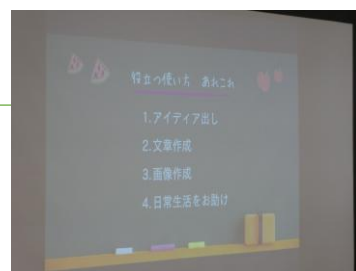 役立つ使い方 あれこれ
1.アイディア出し
2.文章作成
3.画像作成
4.日常生活をお助け